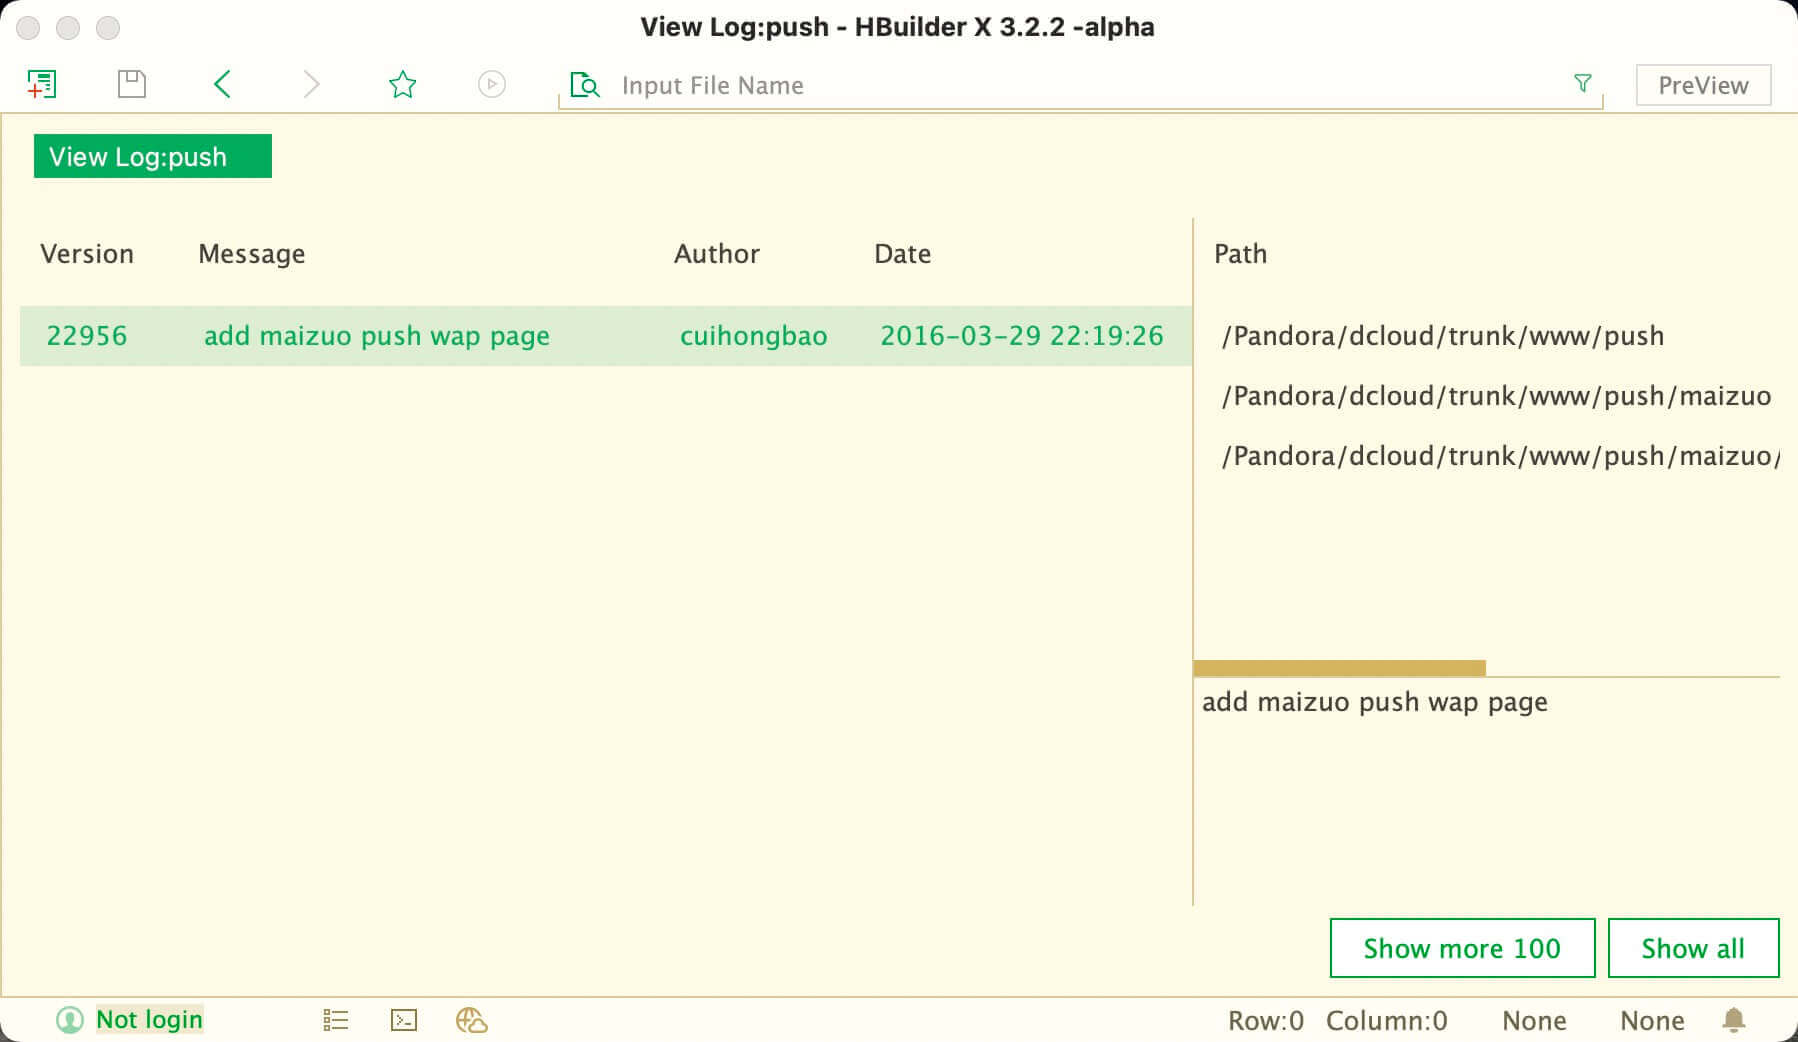 View Log:push - HBuilder X 3.2.2 -alpha
Input File Name
PreView
View Log:push
Version Message Author Date Path
22956 add maizuo push wap page cuihongbao 2016-03-29 22:19:26
/Pandora/dcloud/trunk/www/push
/Pandora/dcloud/trunk/www/push/maizuo
/Pandora/dcloud/trunk/www/push/maizuo/
add maizuo push wap page
Show more 100 Show all
Not login Row:0 Column:0 None None